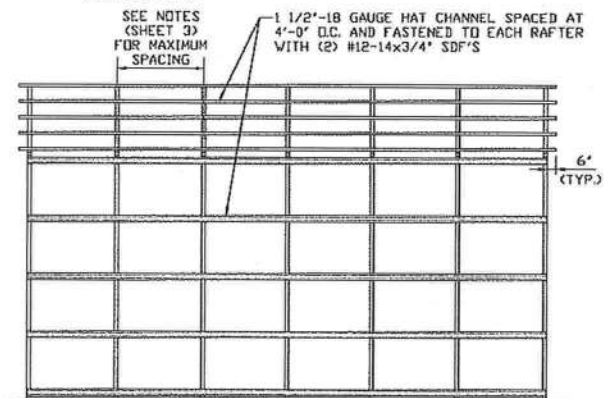 SEE NOTES
(SHEET 3)
FOR MAXIMUM
SPACING
1 1/2"-18 GAUGE HAT CHANNEL SPACED AT
4'-0" O.C. AND FASTENED TO EACH RAFTER
WITH (2) #12-14x3/4" SDF'S
6"
(TYP.)